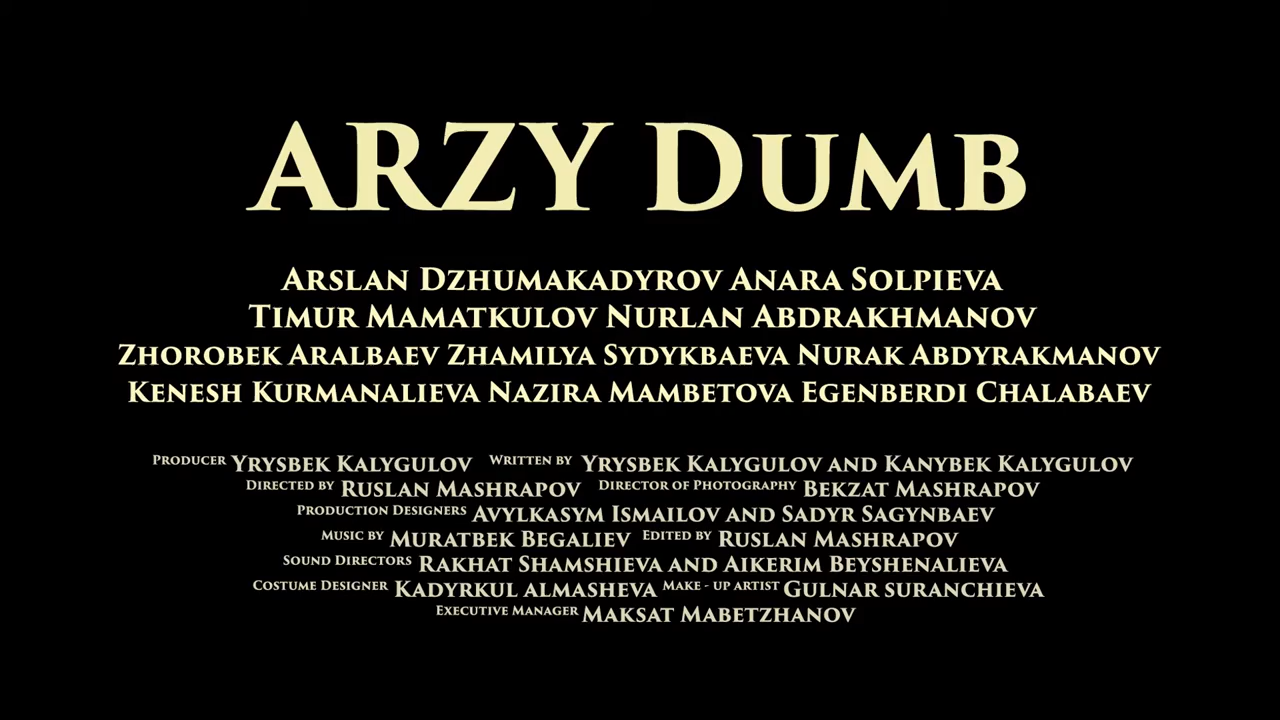 ARZY DUMB
ARSLAN DZHUMAKADYROV ANARA SOLPIEVA
TIMUR MAMATKULOV NURLAN ABDRAKHMANOV
ZHOROBEK ARALBAEV ZHAMILYA SYDYKBAEVA NURAK ABDYRAKMANOV
KENESH KURMANALIEVA NAZIRA MAMBETOVA EGENBERDI CHALABAEV
PRODUCER YRYSBEK KALYGULOV WRITTEN BY YRYSBEK KALYGULOV AND KANYBEK KALYGULOV
DIRECTED BY RUSLAN MASHRAPOV DIRECTOR OF PHOTOGRAPHY BEKZAT MASHRAPOV
PRODUCTION DESIGNERS AVYLKASYM ISMAILOV AND SADYR SAGYNBAEV
MUSIC BY MURATBEK BEGALIEV EDITED BY RUSLAN MASHRAPOV
SOUND DIRECTORS RAKHAT SHAMSHIEVA AND AIKERIM BEYSHENALIEVA
COSTUME DESIGNER KADYRKUL ALMASHEVA MAKE - UP ARTIST GULNAR SURANCHIEVA
EXECUTIVE MANAGER MAKSAT MABETZHANOV